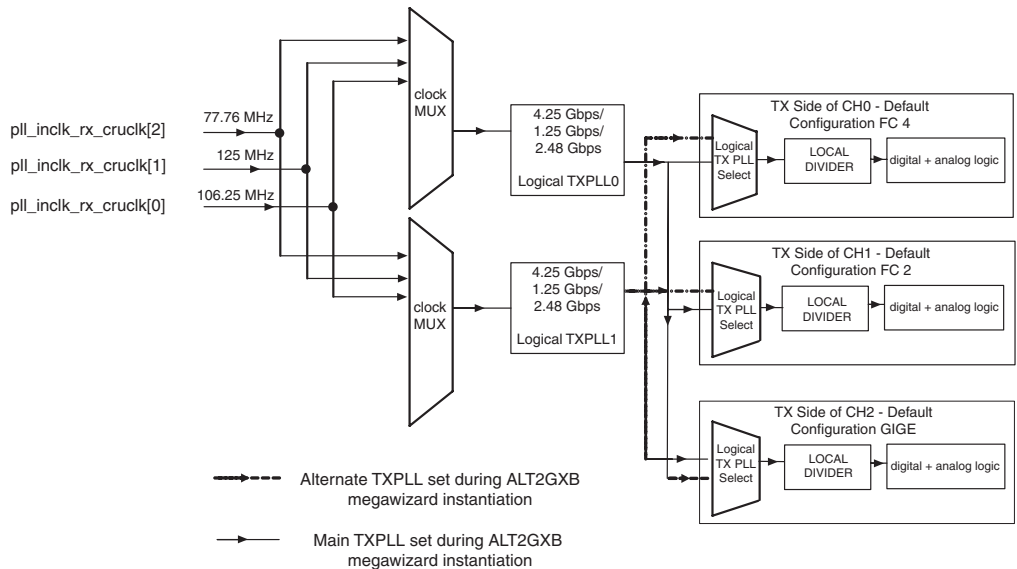 77.76 MHz
pll_inclk_rx_cruclk[2]
125 MHz
pll_inclk_rx_cruclk[1]
106.25 MHz
pll_inclk_rx_cruclk[0]
clock
MUX
clock
MUX
4.25 Gbps/
1.25 Gbps/
2.48 Gbps
Logical TXPLL0
4.25 Gbps/
1.25 Gbps/
2.48 Gbps
Logical TXPLL1
TX Side of CH0 - Default
Configuration FC 4
Logical
TX PLL
Select
LOCAL
DIVIDER
digital + analog logic
TX Side of CH1 - Default
Configuration FC 2
Logical
TX PLL
Select
LOCAL
DIVIDER
digital + analog logic
TX Side of CH2 - Default
Configuration GIGE
Logical
TX PLL
Select
LOCAL
DIVIDER
digital + analog logic
Alternate TXPLL set during ALT2GXB
megawizard instantiation
Main TXPLL set during ALT2GXB
megawizard instantiation